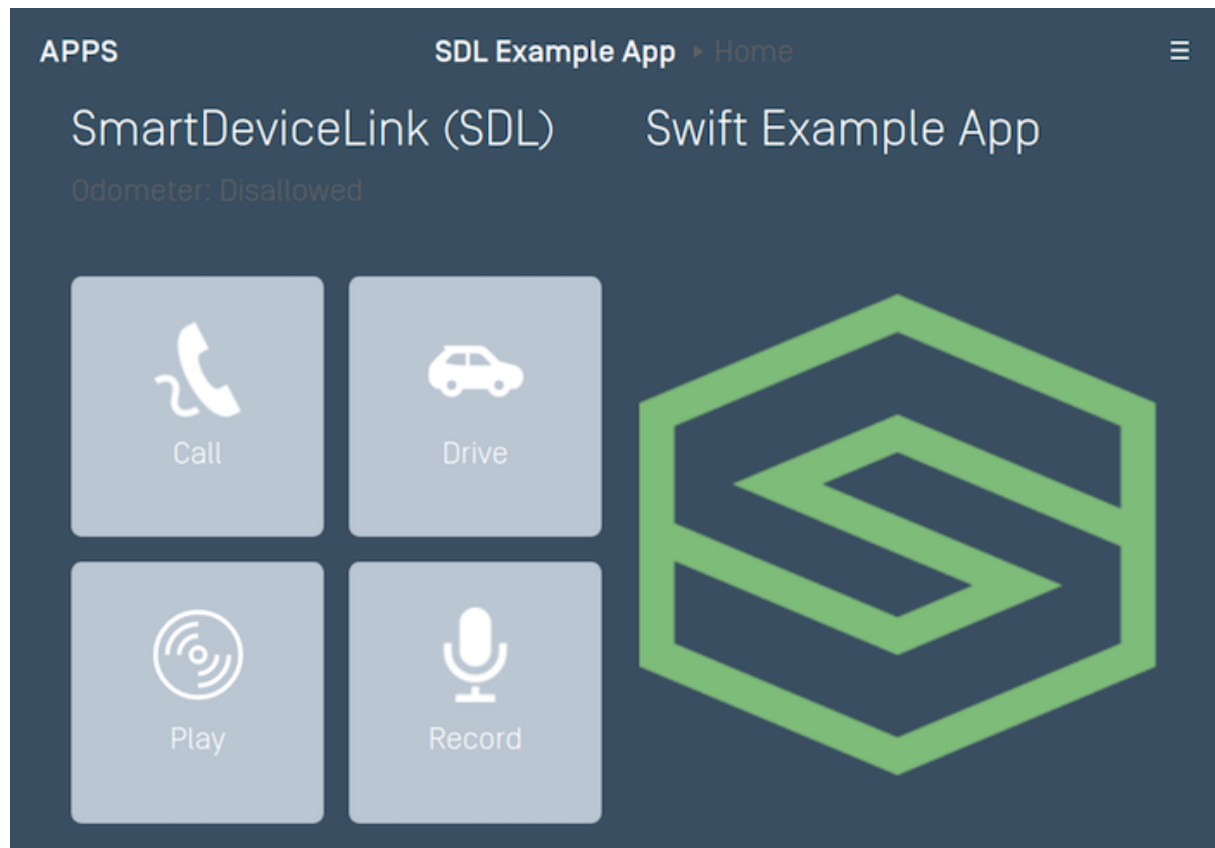 APPS SDL Example App ‣ Home ☰
SmartDeviceLink (SDL) Swift Example App
Odometer: Disallowed
Call Drive
Play Record